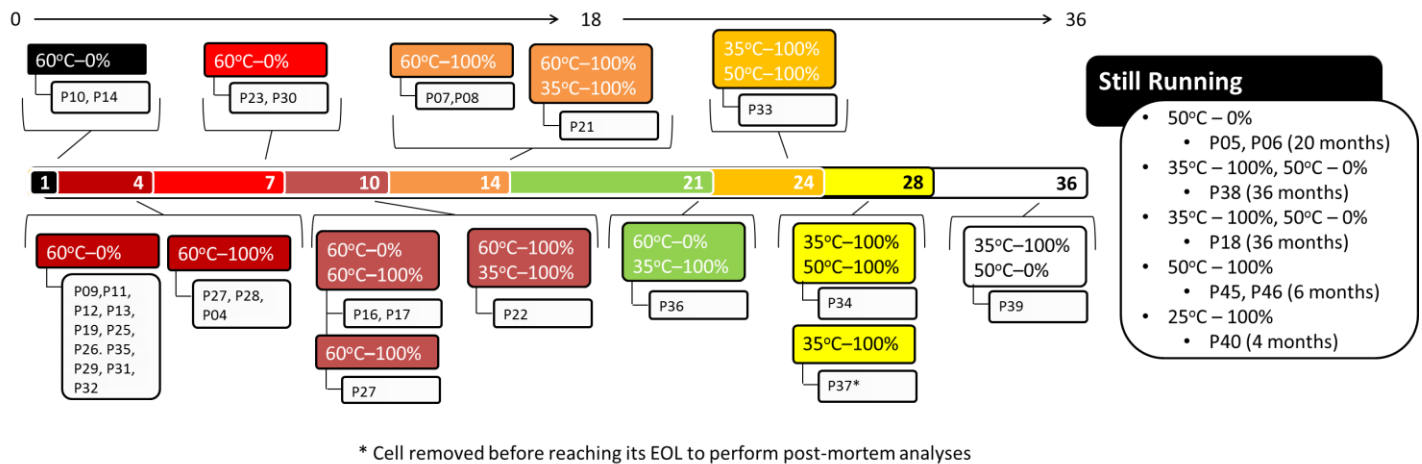 0
18
36
60°C–0%
P10, P14
60°C–0%
P23, P30
60°C–100%
P07,P08
60°C–100%
35°C–100%
P21
35°C–100%
50°C–100%
P33
1
4
7
10
14
21
24
28
36
60°C–0%
P09,P11,
P12, P13,
P19, P25,
P26. P35,
P29, P31,
P32
60°C–100%
P27, P28,
P04
60°C–0%
60°C–100%
P16, P17
60°C–100%
P27
60°C–100%
35°C–100%
P22
60°C–0%
35°C–100%
P36
35°C–100%
50°C–100%
P34
35°C–100%
P37*
35°C–100%
50°C–0%
P39
Still Running
• 50°C – 0%
• P05, P06 (20 months)
• 35°C – 100%, 50°C – 0%
• P38 (36 months)
• 35°C – 100%, 50°C – 0%
• P18 (36 months)
• 50°C – 100%
• P45, P46 (6 months)
• 25°C – 100%
• P40 (4 months)
* Cell removed before reaching its EOL to perform post-mortem analyses